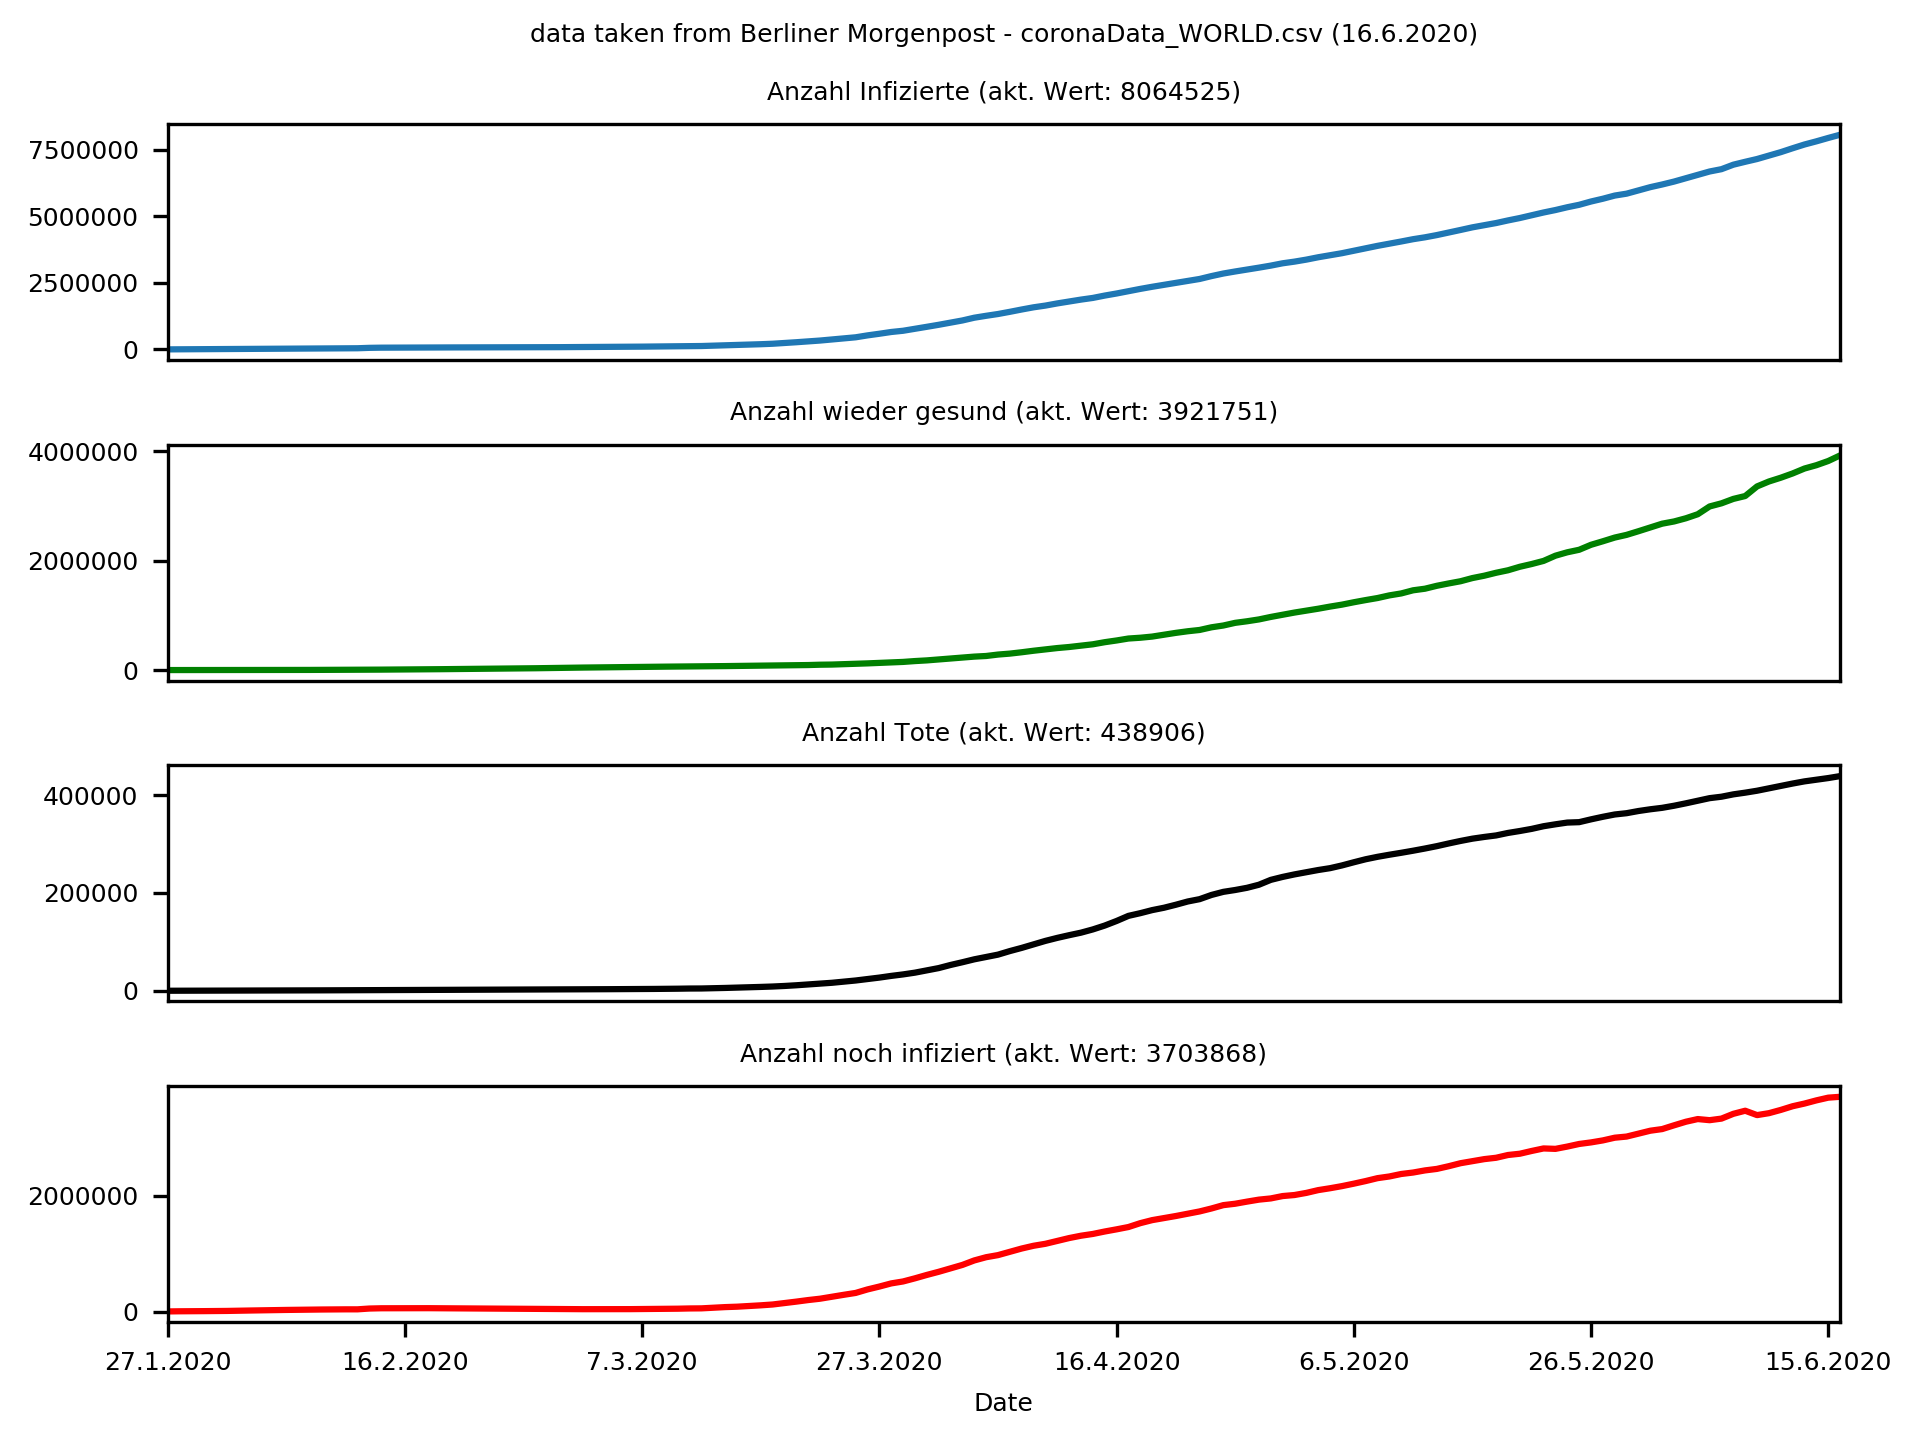 data taken from Berliner Morgenpost - coronaData_WORLD.csv (16.6.2020)
Anzahl Infizierte (akt. Wert: 8064525)
7500000
5000000
2500000
0
Anzahl wieder gesund (akt. Wert: 3921751)
4000000
2000000
0
Anzahl Tote (akt. Wert: 438906)
400000
200000
0
Anzahl noch infiziert (akt. Wert: 3703868)
2000000
0
27.1.2020 16.2.2020 7.3.2020 27.3.2020 16.4.2020 6.5.2020 26.5.2020 15.6.2020
Date